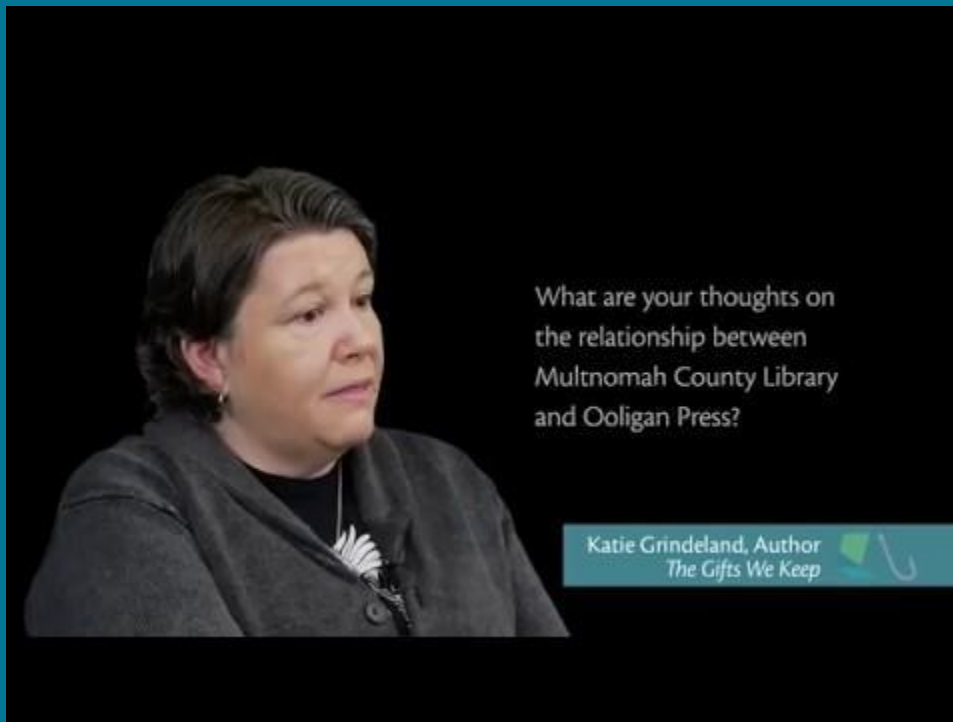 What are your thoughts on
the relationship between
Multnomah County Library
and Ooligan Press?
Katie Grindeland, Author
The Gifts We Keep